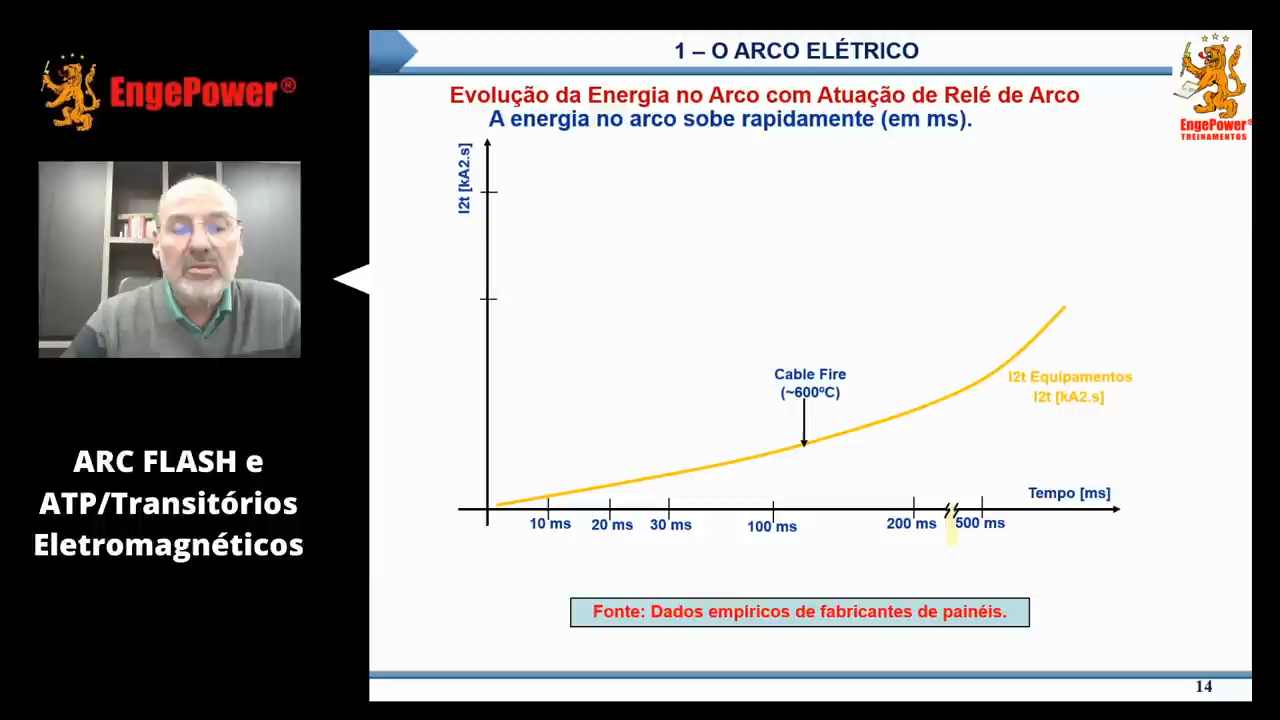 EngePower®
ARC FLASH e
ATP/Transitórios
Eletromagnéticos
1 – O ARCO ELÉTRICO
EngePower®
TREINAMENTOS
Evolução da Energia no Arco com Atuação de Relé de Arco
A energia no arco sobe rapidamente (em ms).
I2t [kA2.s]
Cable Fire
(~600ºC)
I2t Equipamentos
I2t [kA2.s]
Tempo [ms]
10 ms 20 ms 30 ms 100 ms 200 ms 500 ms
Fonte: Dados empíricos de fabricantes de painéis.
14